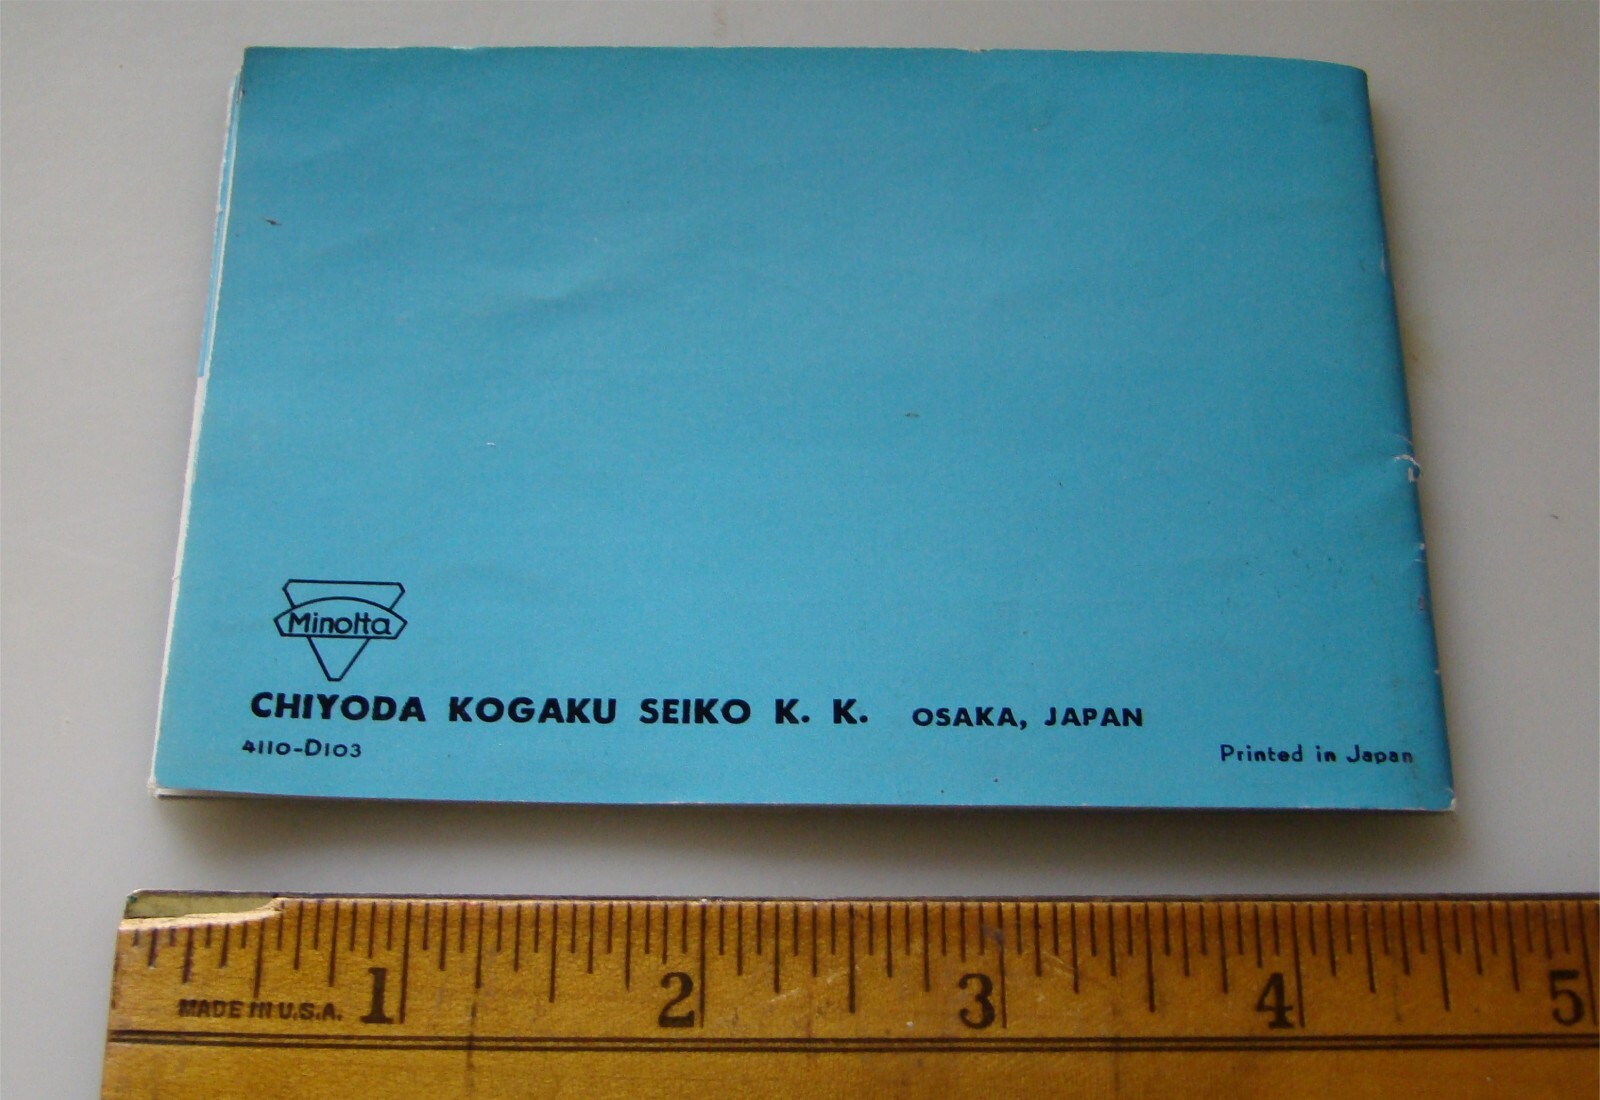 Minolta
CHIYODA KOGAKU SEIKO K. K. OSAKA, JAPAN
4110-D103
Printed in Japan
MADE IN U.S.A. 1 2 3 4 5